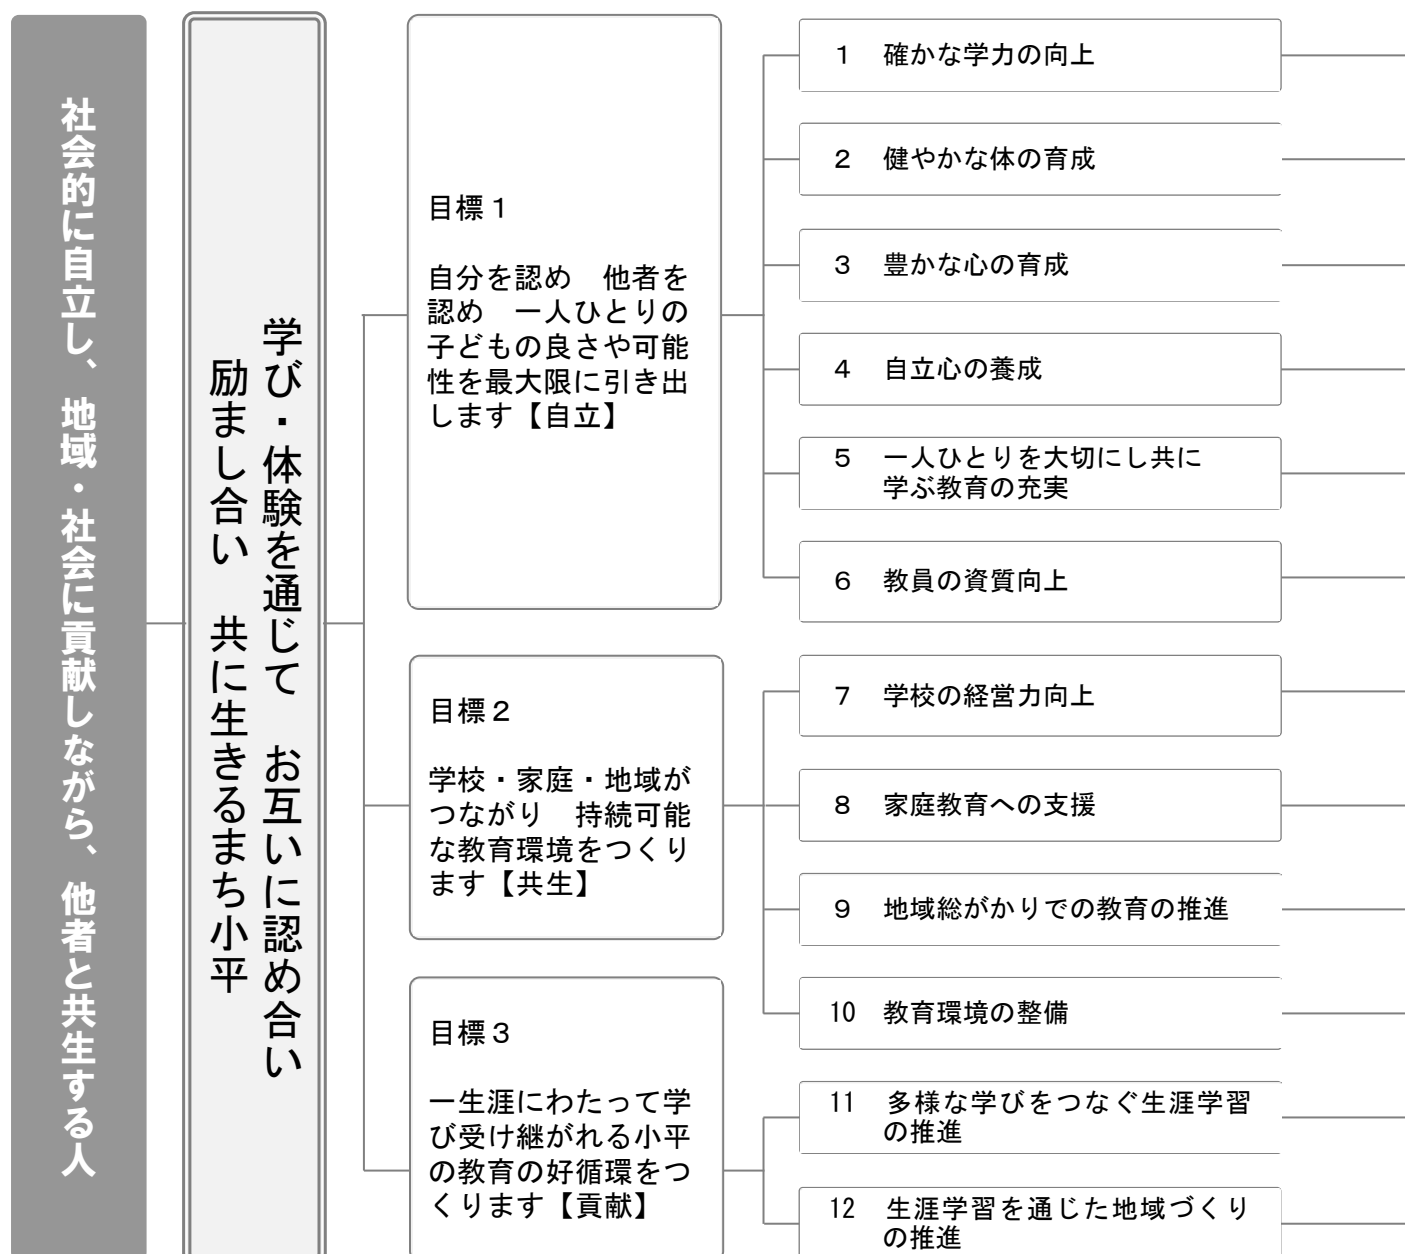 社会的に自立し、地域・社会に貢献しながら、他者と共生する人
学び・体験を通じて　お互いに認め合い
励まし合い　共に生きるまち小平
目標１
自分を認め　他者を
認め　一人ひとりの
子どもの良さや可能
性を最大限に引き出
します【自立】
１　確かな学力の向上
２　健やかな体の育成
３　豊かな心の育成
４　自立心の養成
５　一人ひとりを大切にし共に
学ぶ教育の充実
６　教員の資質向上
目標２
学校・家庭・地域が
つながり　持続可能
な教育環境をつくり
ます【共生】
７　学校の経営力向上
８　家庭教育への支援
９　地域総がかりでの教育の推進
10　教育環境の整備
目標３
一生涯にわたって学
び受け継がれる小平
の教育の好循環をつ
くります【貢献】
11　多様な学びをつなぐ生涯学習
の推進
12　生涯学習を通じた地域づくり
の推進